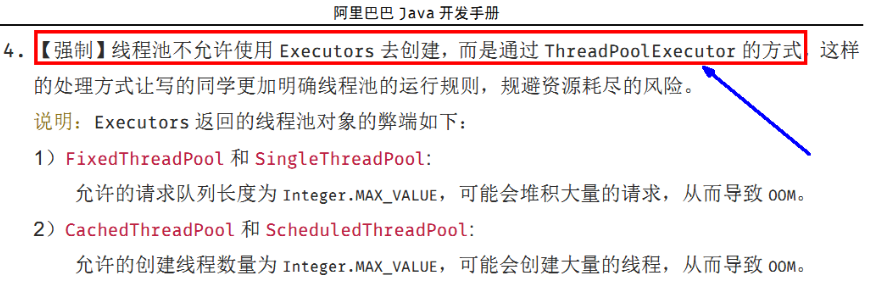 阿里巴巴 Java 开发手册
4. 【强制】线程池不允许使用 Executors 去创建，而是通过 ThreadPoolExecutor 的方式，这样
的处理方式让写的同学更加明确线程池的运行规则，规避资源耗尽的风险。
说明：Executors 返回的线程池对象的弊端如下：
1）FixedThreadPool 和 SingleThreadPool:
允许的请求队列长度为 Integer.MAX_VALUE，可能会堆积大量的请求，从而导致 OOM。
2）CachedThreadPool 和 ScheduledThreadPool:
允许的创建线程数量为 Integer.MAX_VALUE，可能会创建大量的线程，从而导致 OOM。